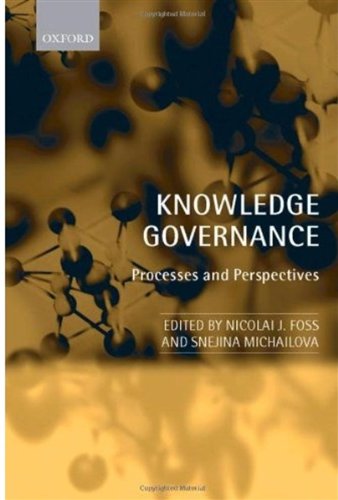 OXFORD
KNOWLEDGE
GOVERNANCE
Processes and Perspectives
EDITED BY NICOLAI J. FOSS
AND SNEJINA MICHAILOVA